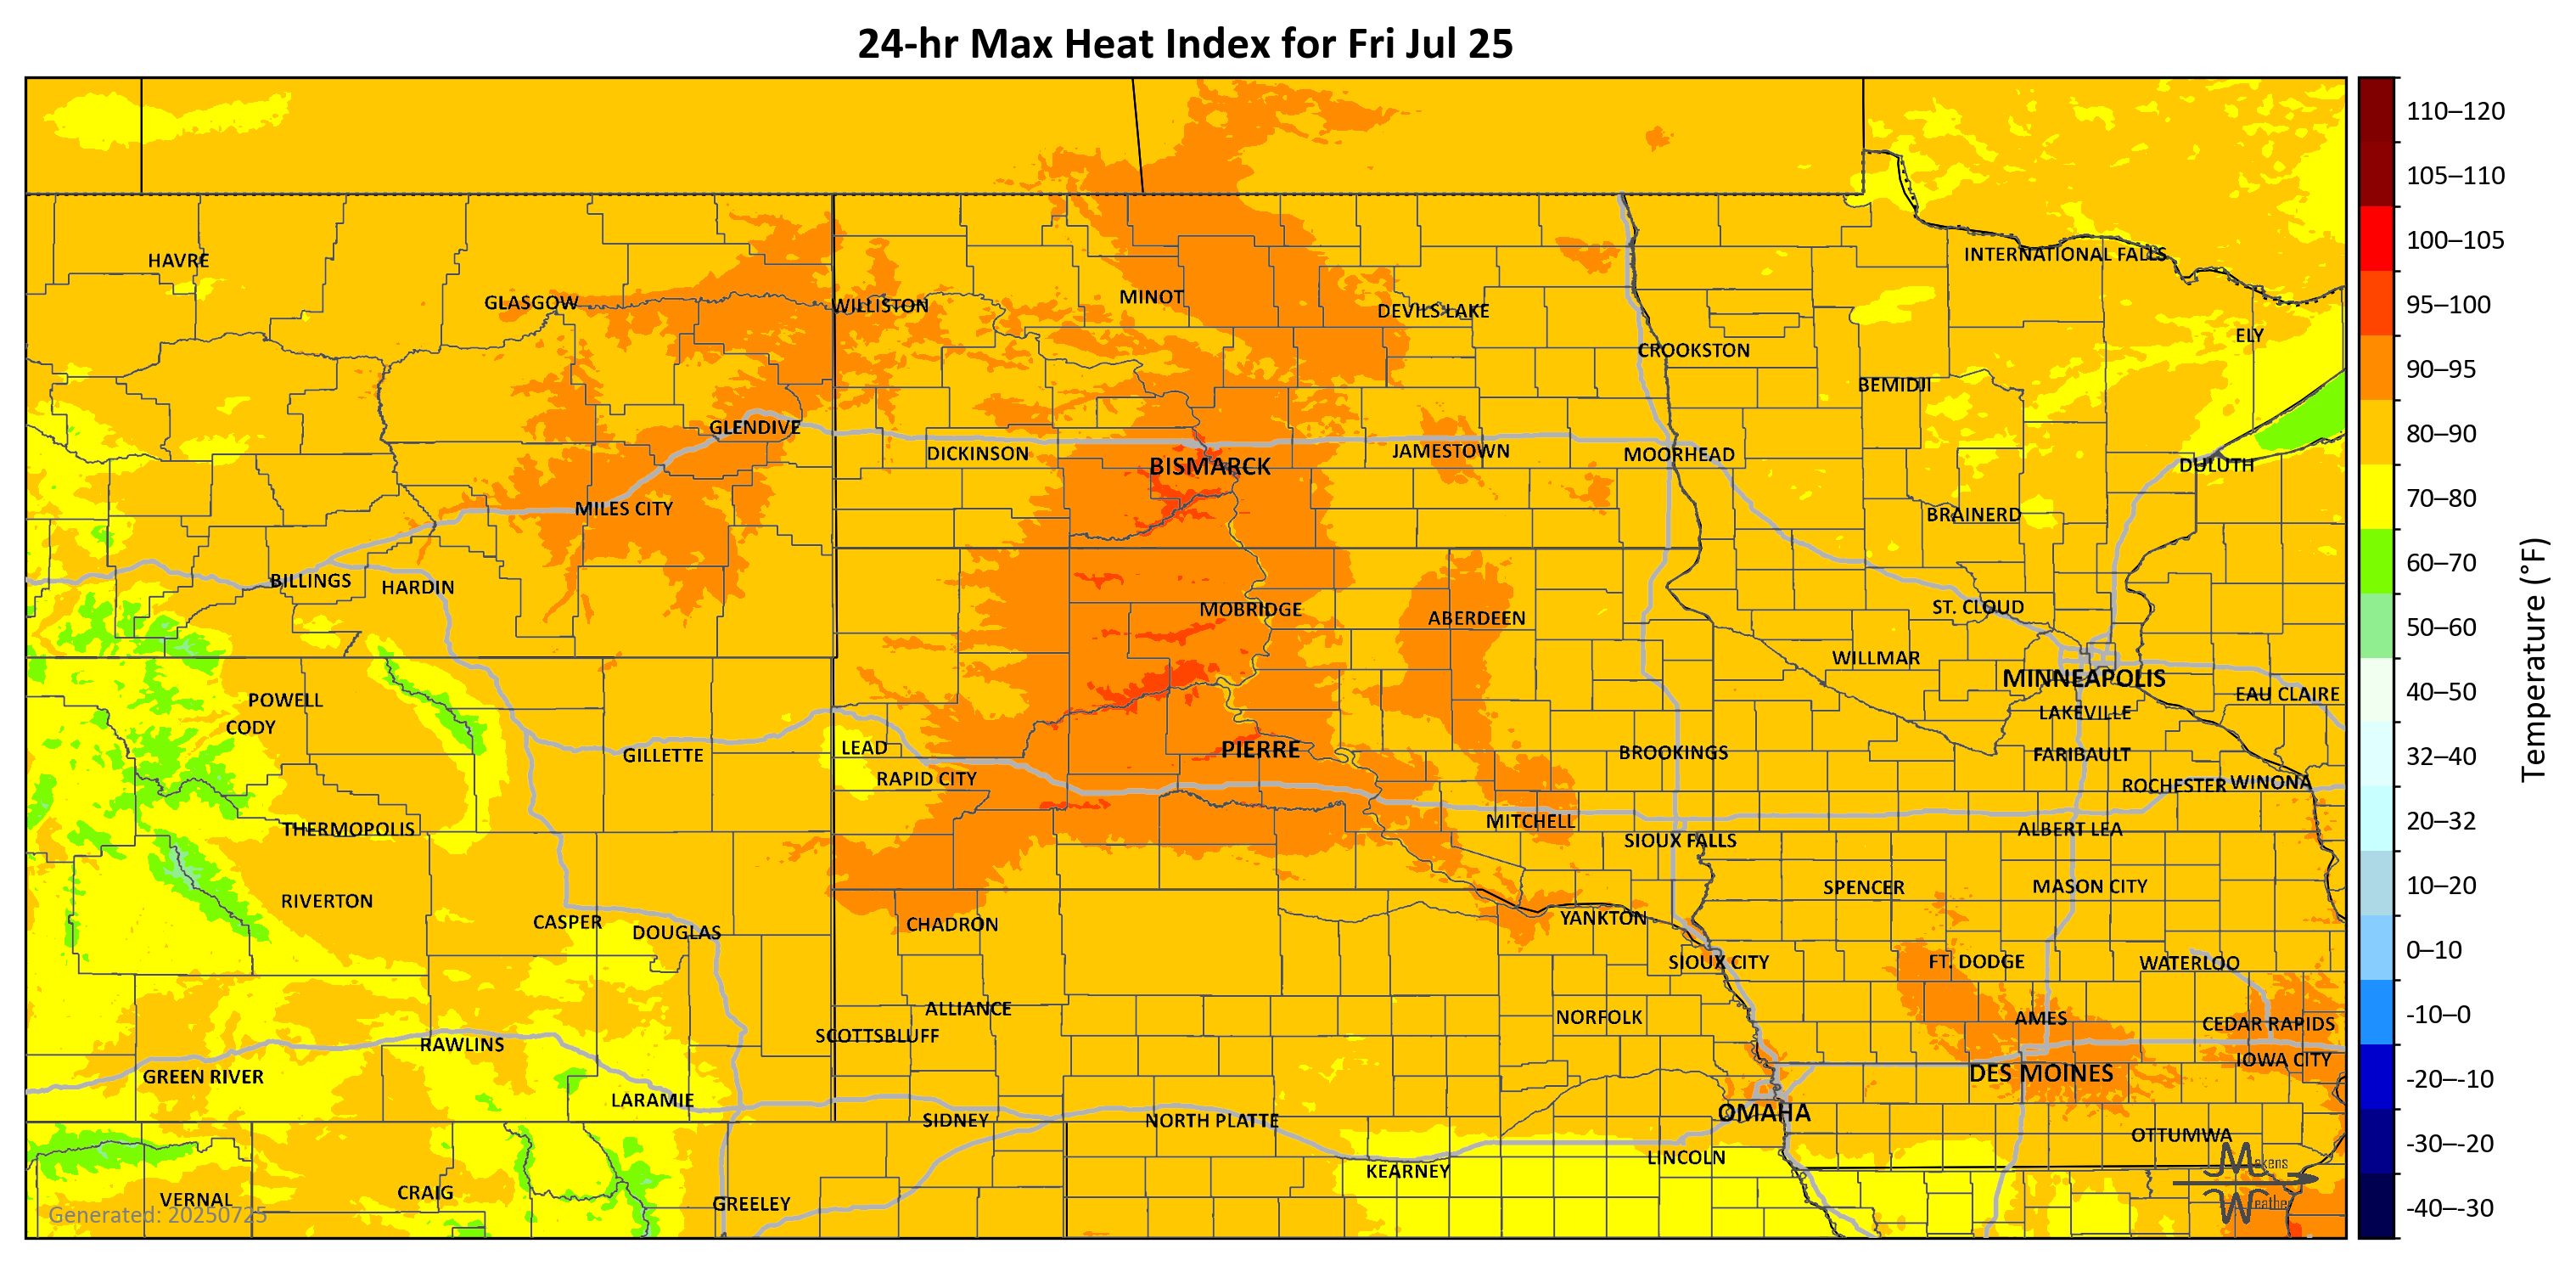 24-hr Max Heat Index for Fri Jul 25
110–120
105–110
100–105
95–100
90–95
80–90
70–80
60–70
50–60
40–50
32–40
20–32
10–20
0–10
-10–0
-20–-10
-30–-20
-40–-30
Temperature (°F)
HAVRE
GLASGOW
WILLISTON
MINOT
DEVILS LAKE
INTERNATIONAL FALLS
ELY
CROOKSTON
BEMIDJI
GLENDIVE
DICKINSON
BISMARCK
JAMESTOWN
MOORHEAD
DULUTH
MILES CITY
BRAINERD
BILLINGS
HARDIN
MOBRIDGE
ABERDEEN
ST. CLOUD
WILLMAR
MINNEAPOLIS
EAU CLAIRE
POWELL
CODY
LAKEVILLE
GILLETTE
LEAD
PIERRE
BROOKINGS
FARIBAULT
RAPID CITY
ROCHESTER
WINONA
THERMOPOLIS
MITCHELL
SIOUX FALLS
ALBERT LEA
RIVERTON
SPENCER
MASON CITY
CASPER
DOUGLAS
CHADRON
YANKTON
SIOUX CITY
FT. DODGE
WATERLOO
ALLIANCE
NORFOLK
AMES
CEDAR RAPIDS
SCOTTSBLUFF
RAWLINS
IOWA CITY
GREEN RIVER
DES MOINES
LARAMIE
SIDNEY
NORTH PLATTE
OMAHA
OTTUMWA
KEARNEY
LINCOLN
VERNAL
CRAIG
GREELEY
Generated: 20250725
Makens
Weather